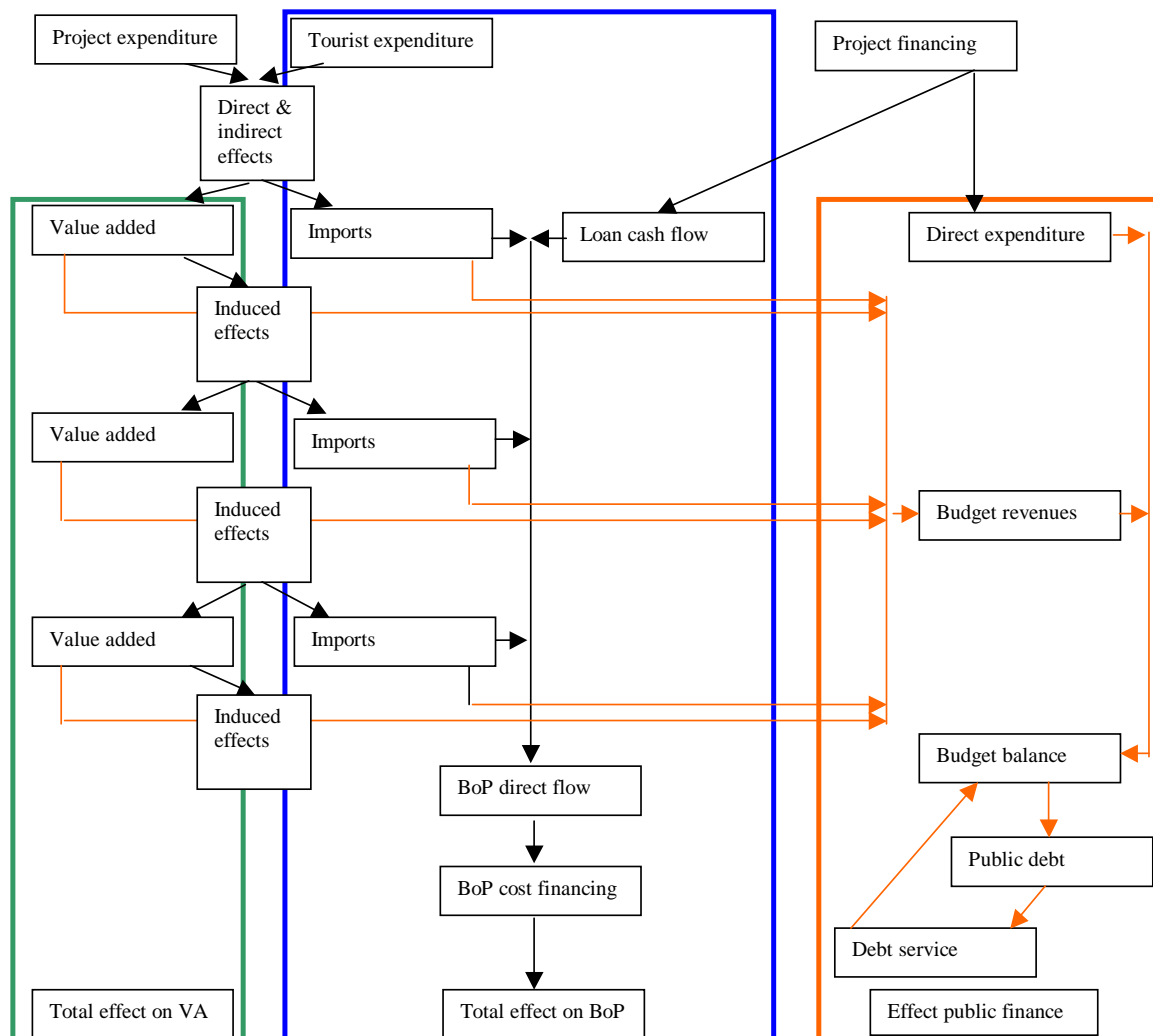 Project expenditure
Tourist expenditure
Project financing
Direct &
indirect
effects
Value added
Imports
Loan cash flow
Direct expenditure
Induced
effects
Value added
Imports
Induced
effects
Budget revenues
Value added
Imports
Induced
effects
Budget balance
BoP direct flow
Public debt
BoP cost financing
Debt service
Total effect on VA
Total effect on BoP
Effect public finance